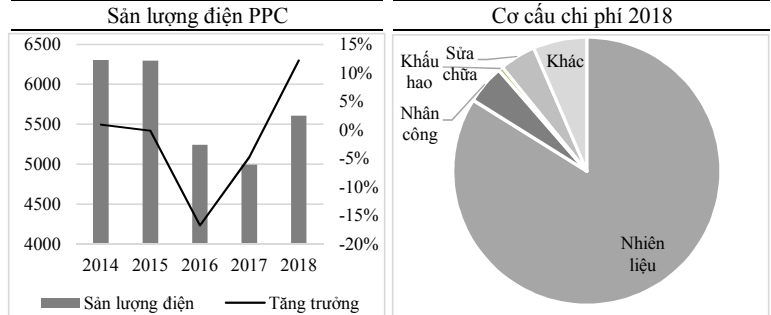 Sản lượng điện PPC
6500
6000
5500
5000
4500
4000
15%
10%
5%
0%
-5%
-10%
-15%
-20%
2014 2015 2016 2017 2018
Sản lượng điện Tăng trưởng
Cơ cấu chi phí 2018
Khấu
hao
Sửa
chữa
Khác
Nhân
công
Nhiên
liệu